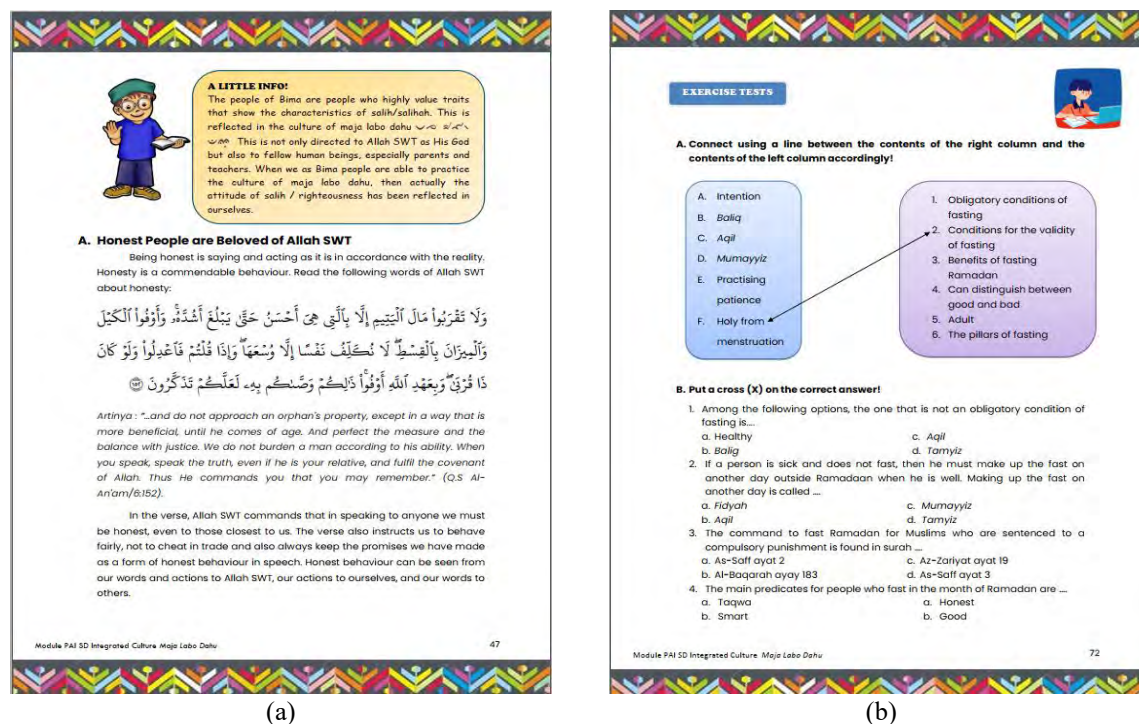 A LITTLE INFO!
The people of Bima are people who highly value traits
that show the characteristics of salih/salihah. This is
reflected in the culture of maja labo dahu
This is not only directed to Allah SWT as His God
but also to fellow human beings, especially parents and
teachers. When we as Bima people are able to practice
the culture of maja labo dahu, then actually the
attitude of salih / righteousness has been reflected in
ourselves.
A. Honest People are Beloved of Allah SWT
Being honest is saying and acting as it is in accordance with the reality.
Honesty is a commendable behaviour. Read the following words of Allah SWT
about honesty:
وَلَا تَقْرَبُوا۟ مَالَ ٱلْيَتِيمِ إِلَّا بِٱلَّتِى هِىَ أَحْسَنُ حَتَّىٰ يَبْلُغَ أَشُدَّهُۥ ۖ وَأَوْفُوا۟ ٱلْكَيْلَ
وَٱلْمِيزَانَ بِٱلْقِسْطِ ۖ لَا نُكَلِّفُ نَفْسًا إِلَّا وُسْعَهَا ۖ وَإِذَا قُلْتُمْ فَٱعْدِلُوا۟ وَلَوْ كَانَ
ذَا قُرْبَىٰ ۖ وَبِعَهْدِ ٱللَّهِ أَوْفُوا۟ ۚ ذَٰلِكُمْ وَصَّىٰكُم بِهِۦ لَعَلَّكُمْ تَذَكَّرُونَ ١٥٢
Artinya : "...and do not approach an orphan's property, except in a way that is
more beneficial, until he comes of age. And perfect the measure and the
balance with justice. We do not burden a man according to his ability. When
you speak, speak the truth, even if he is your relative, and fulfil the covenant
of Allah. Thus He commands you that you may remember." (Q.S Al-
An'am/6:152).
In the verse, Allah SWT commands that in speaking to anyone we must
be honest, even to those closest to us. The verse also instructs us to behave
fairly, not to cheat in trade and also always keep the promises we have made
as a form of honest behaviour in speech. Honest behaviour can be seen from
our words and actions to Allah SWT, our actions to ourselves, and our words to
others.
Module PAI SD Integrated Culture Maja Labo Dahu 47
(a)
EXERCISE TESTS
A. Connect using a line between the contents of the right column and the
contents of the left column accordingly!
A. Intention
B. Baliq
C. Aqil
D. Mumayyiz
E. Practising
patience
F. Holy from
menstruation
1. Obligatory conditions of
fasting
2. Conditions for the validity
of fasting
3. Benefits of fasting
Ramadan
4. Can distinguish between
good and bad
5. Adult
6. The pillars of fasting
B. Put a cross (X) on the correct answer!
1. Among the following options, the one that is not an obligatory condition of
fasting is....
a. Healthy c. Aqil
b. Balig d. Tamyiz
2. If a person is sick and does not fast, then he must make up the fast on
another day outside Ramadaan when he is well. Making up the fast on
another day is called ....
a. Fidyah c. Mumayyiz
b. Aqil d. Tamyiz
3. The command to fast Ramadan for Muslims who are sentenced to a
compulsory punishment is found in surah ....
a. As-Saff ayat 2 c. Az-Zariyat ayat 19
b. Al-Baqarah ayay 183 d. As-Saff ayat 3
4. The main predicates for people who fast in the month of Ramadan are ....
a. Taqwa a. Honest
b. Smart b. Good
Module PAI SD Integrated Culture Maja Labo Dahu 72
(b)